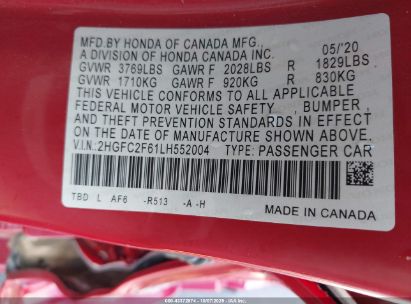 MFD.BY HONDA OF CANADA MFG., 05/'20
A DIVISION OF HONDA CANADA INC.
GVWR 3769LBS GAWR F 2028LBS R 1829LBS
GVWR 1710KG GAWR F 920KG R 830KG
THIS VEHICLE CONFORMS TO ALL APPLICABLE
FEDERAL MOTOR VEHICLE SAFETY , BUMPER ,
AND THEFT PREVENTION STANDARDS IN EFFECT
ON THE DATE OF MANUFACTURE SHOWN ABOVE.
V.I.N.: 2HGFC2F61LH552004 TYPE: PASSENGER CAR
TBD L AF6 -R513 -A -H
MADE IN CANADA